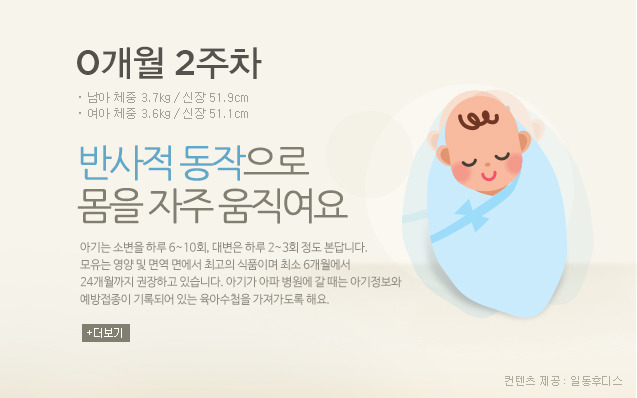 0개월 2주차
· 남아 체중 3.7kg / 신장 51.9cm
· 여아 체중 3.6kg / 신장 51.1cm
반사적 동작으로
몸을 자주 움직여요
아기는 소변을 하루 6~10회, 대변은 하루 2~3회 정도 본답니다.
모유는 영양 및 면역 면에서 최고의 식품이며 최소 6개월에서
24개월까지 권장하고 있습니다. 아기가 아파 병원에 갈 때는 아기정보와
예방접종이 기록되어 있는 육아수첩을 가져가도록 해요.
+더보기
컨텐츠 제공 : 일동후디스